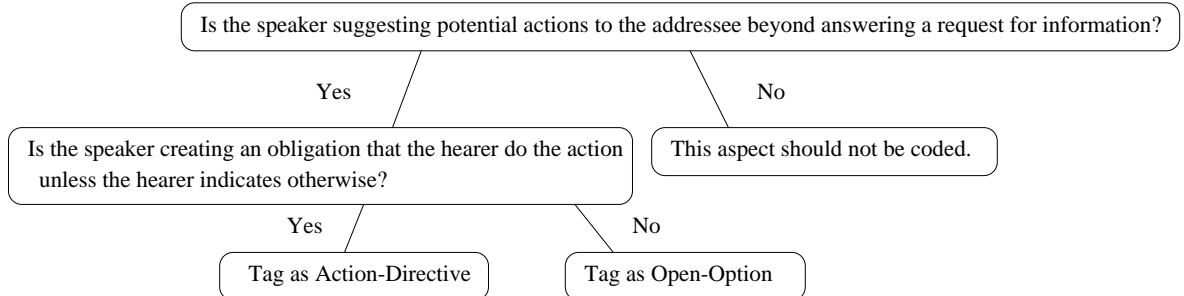 Is the speaker suggesting potential actions to the addressee beyond answering a request for information?
Yes
No
Is the speaker creating an obligation that the hearer do the action
unless the hearer indicates otherwise?
This aspect should not be coded.
Yes
No
Tag as Action-Directive
Tag as Open-Option